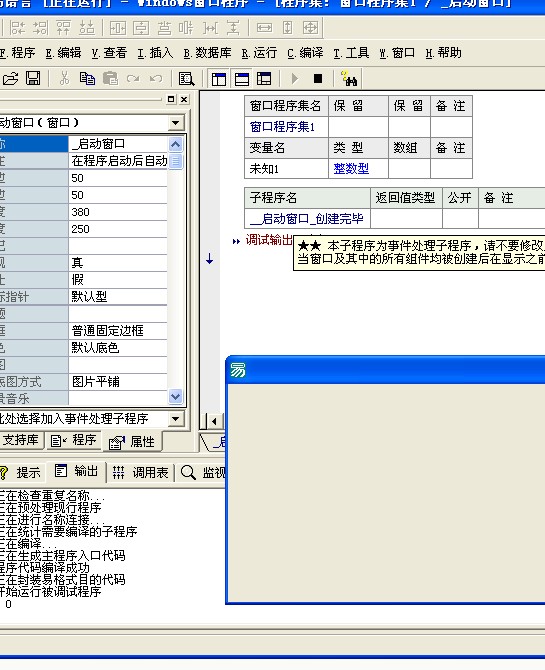 语言 [正在运行] - Windows窗口程序 - [程序集: 窗口程序集1 / _启动窗口]
F.程序 E.编辑 V.查看 I.插入 B.数据库 R.运行 C.编译 T.工具 W.窗口 H.帮助
动窗口(窗口)
_启动窗口
在程序启动后自动
50
50
380
250
真
假
标指针 默认型
普通固定边框
默认底色
底图方式 图片平铺
景音乐
此处选择加入事件处理子程序
支持库 程序 属性
窗口程序集名 保 留 保 留 备 注
窗口程序集1
变量名 类 型 数组 备 注
未知1 整数型
子程序名 返回值类型 公开 备 注
__启动窗口_创建完毕
调试输出
★★ 本子程序为事件处理子程序,请不要修改
当窗口及其中的所有组件均被创建后在显示之前
易
_启
提示 输出 调用表 监视
正在检查重复名称...
正在预处理现行程序
正在进行名称连接...
正在统计需要编译的子程序
正在编译...
正在生成主程序入口代码
程序代码编译成功
正在封装易格式目的代码
开始运行被调试程序
0